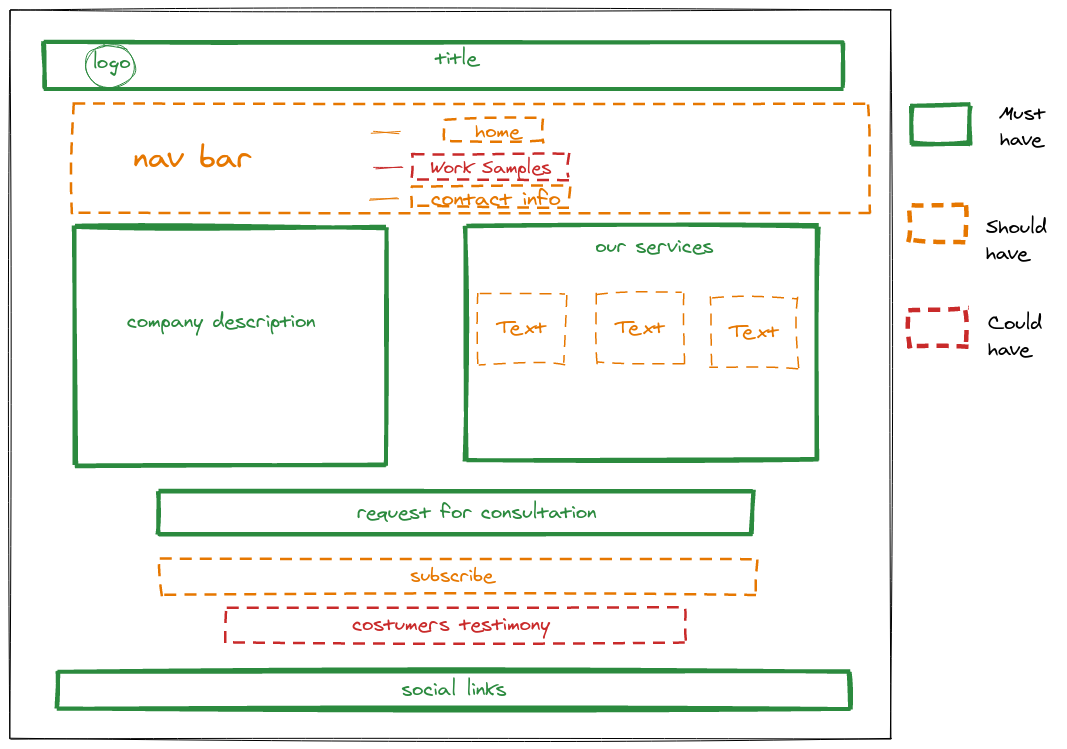 logo
title
nav bar
home
Work Samples
contact info
company description
our services
Text
Text
Text
request for consultation
subscribe
costumers testimony
social links
Must
have
Should
have
Could
have